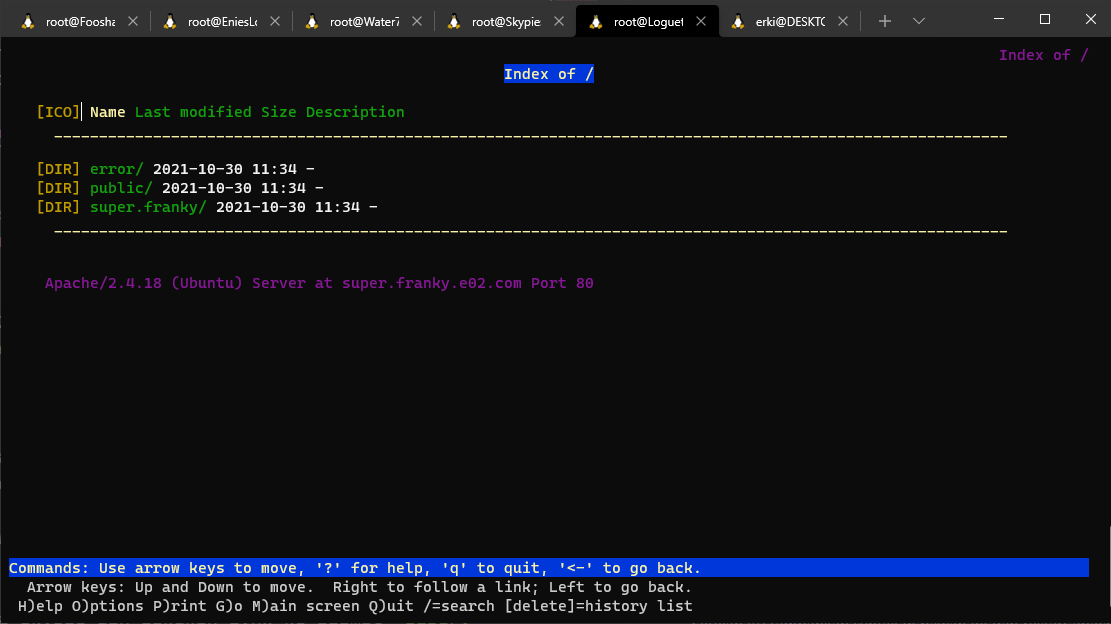 root@Foosha root@EniesLo root@Water7 root@Skypie root@Loguet erki@DESKTO
Index of /
Index of /
[ICO] Name Last modified Size Description
[DIR] error/ 2021-10-30 11:34 -
[DIR] public/ 2021-10-30 11:34 -
[DIR] super.franky/ 2021-10-30 11:34 -
Apache/2.4.18 (Ubuntu) Server at super.franky.e02.com Port 80
Commands: Use arrow keys to move, '?' for help, 'q' to quit, '<-' to go back.
Arrow keys: Up and Down to move. Right to follow a link; Left to go back.
H)elp O)ptions P)rint G)o M)ain screen Q)uit /=search [delete]=history list